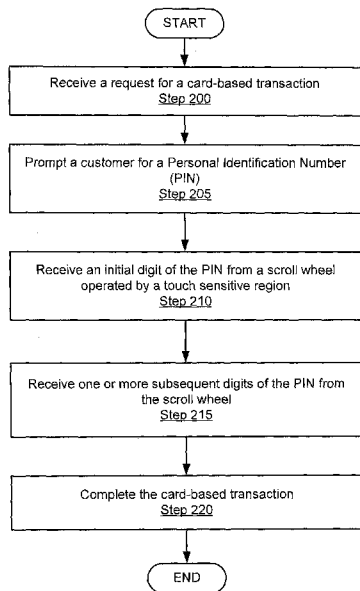 START
Receive a request for a card-based transaction
Step 200
Prompt a customer for a Personal Identification Number
(PIN)
Step 205
Receive an initial digit of the PIN from a scroll wheel
operated by a touch sensitive region
Step 210
Receive one or more subsequent digits of the PIN from
the scroll wheel
Step 215
Complete the card-based transaction
Step 220
END